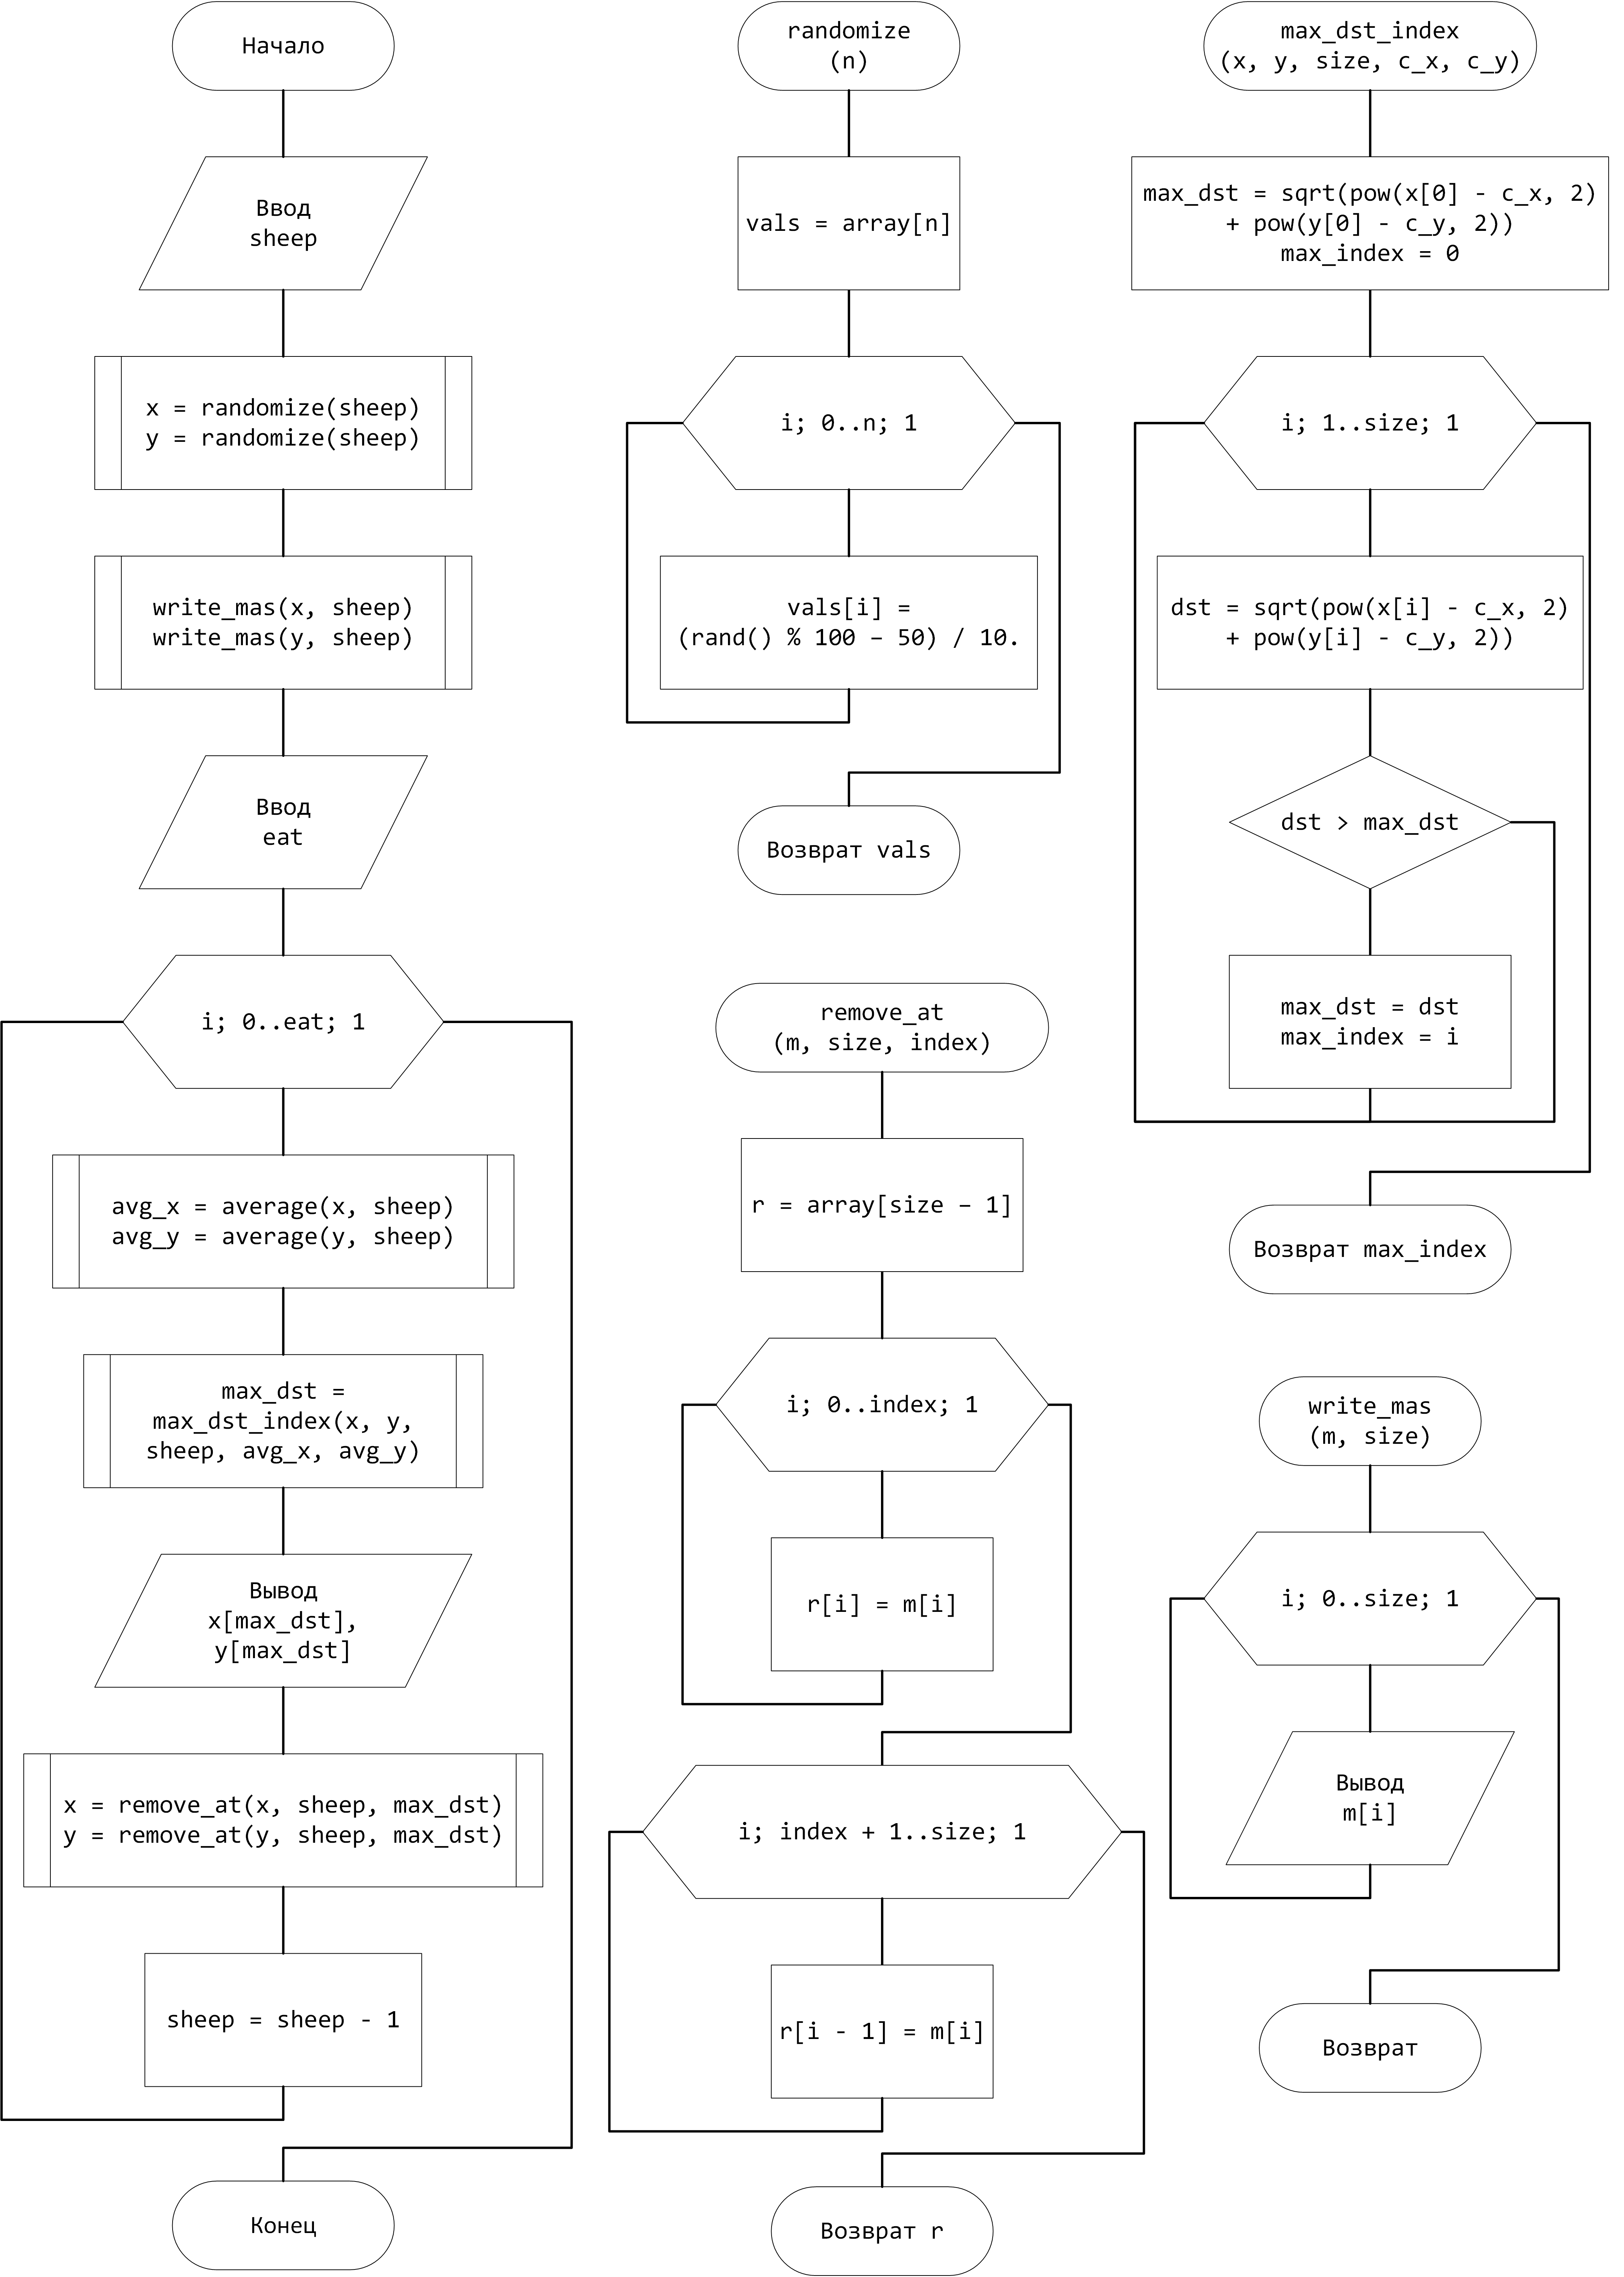 Начало
Ввод
sheep
x = randomize(sheep)
y = randomize(sheep)
write_mas(x, sheep)
write_mas(y, sheep)
Ввод
eat
i; 0..eat; 1
avg_x = average(x, sheep)
avg_y = average(y, sheep)
max_dst =
max_dst_index(x, y,
sheep, avg_x, avg_y)
Вывод
x[max_dst],
y[max_dst]
x = remove_at(x, sheep, max_dst)
y = remove_at(y, sheep, max_dst)
sheep = sheep - 1
Конец
randomize
(n)
vals = array[n]
i; 0..n; 1
vals[i] =
(rand() % 100 – 50) / 10.
Возврат vals
remove_at
(m, size, index)
r = array[size – 1]
i; 0..index; 1
r[i] = m[i]
i; index + 1..size; 1
r[i - 1] = m[i]
Возврат r
max_dst_index
(x, y, size, c_x, c_y)
max_dst = sqrt(pow(x[0] - c_x, 2)
+ pow(y[0] - c_y, 2))
max_index = 0
i; 1..size; 1
dst = sqrt(pow(x[i] - c_x, 2)
+ pow(y[i] - c_y, 2))
dst > max_dst
max_dst = dst
max_index = i
Возврат max_index
write_mas
(m, size)
i; 0..size; 1
Вывод
m[i]
Возврат